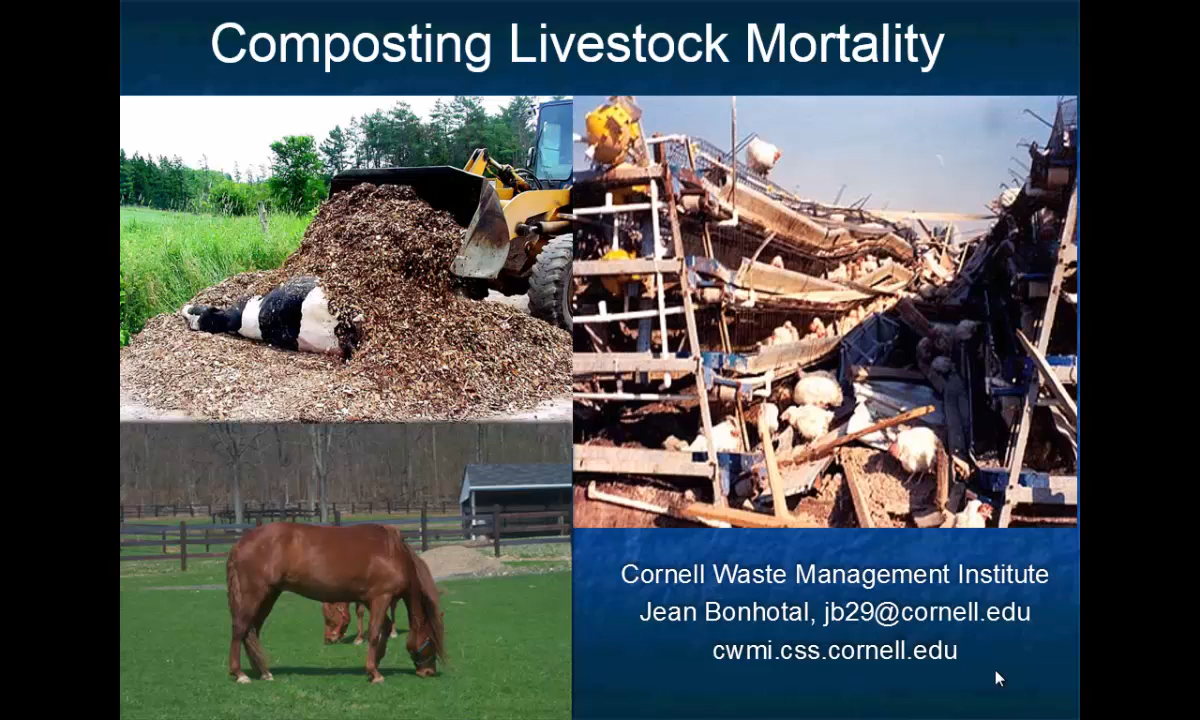 Composting Livestock Mortality
Cornell Waste Management Institute
Jean Bonhotal, jb29@cornell.edu
cwmi.css.cornell.edu